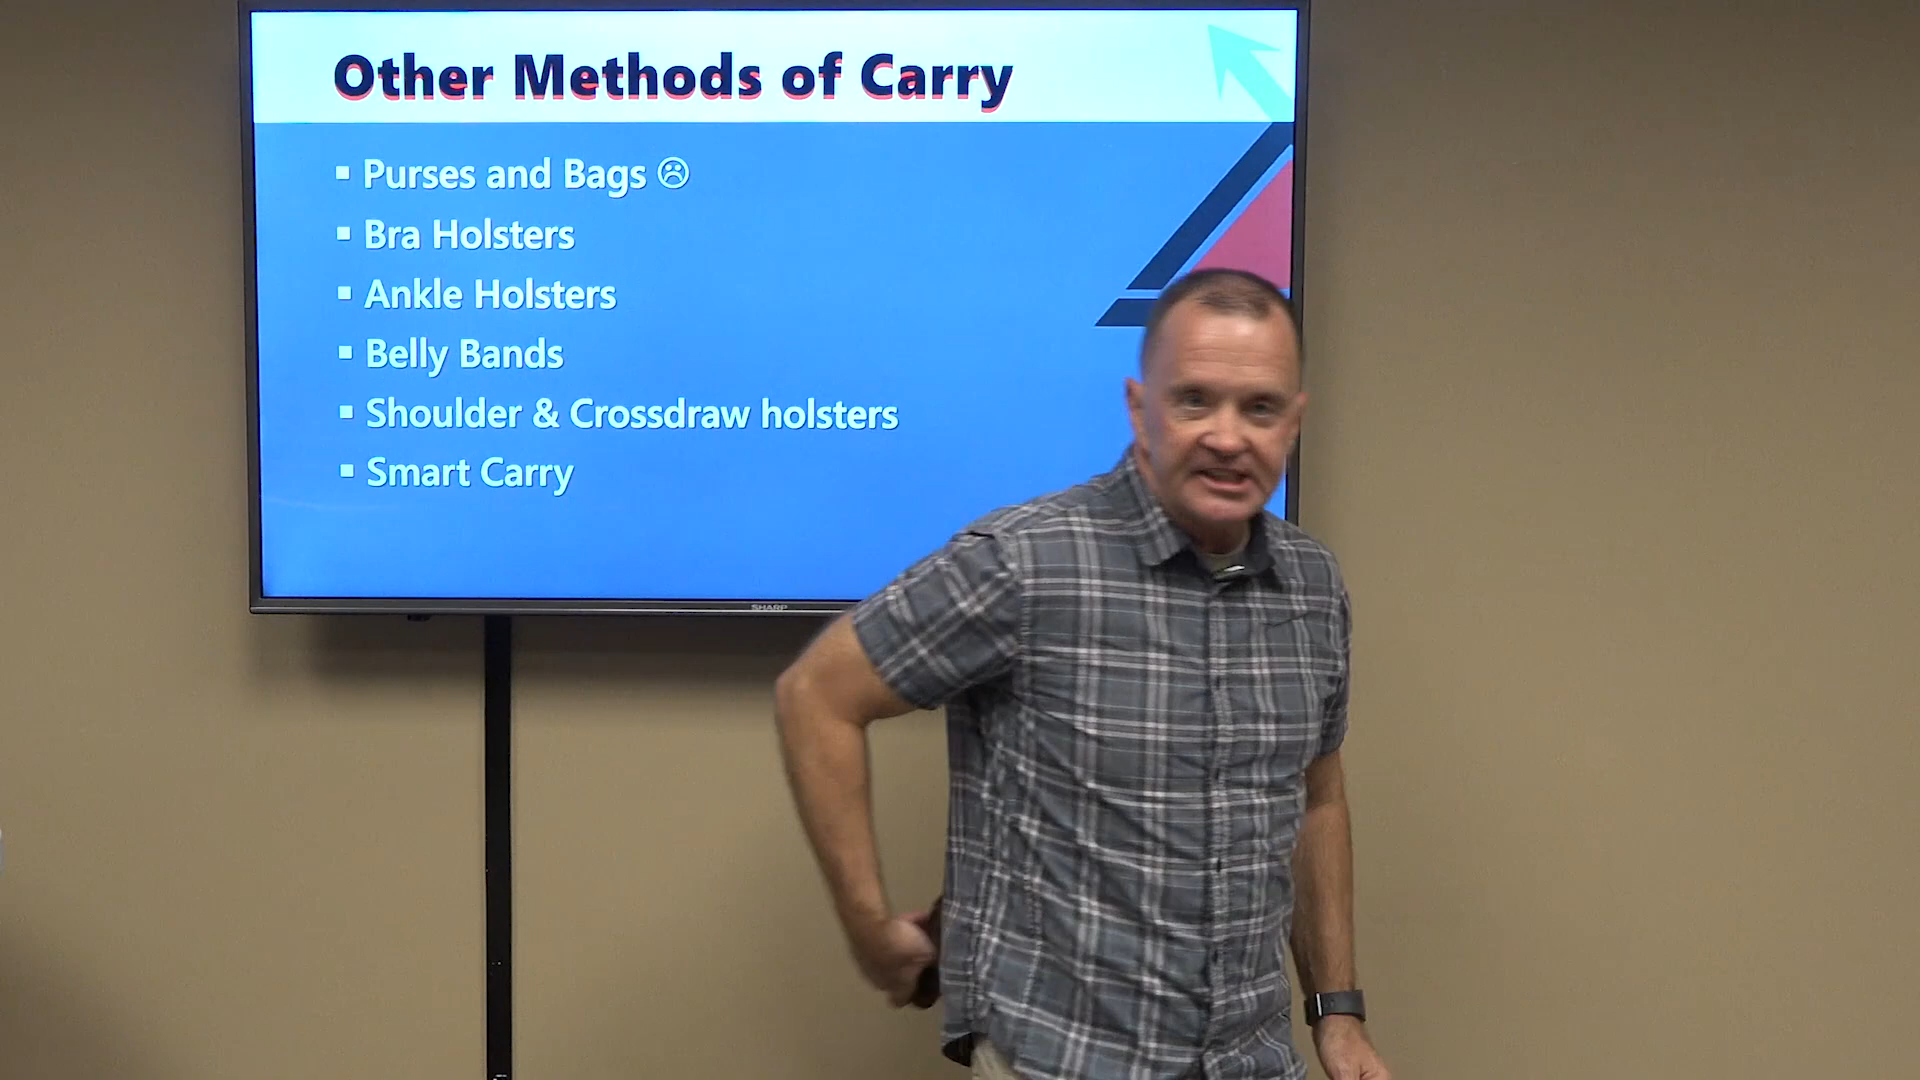 Other Methods of Carry
▪ Purses and Bags ☹
▪ Bra Holsters
▪ Ankle Holsters
▪ Belly Bands
▪ Shoulder & Crossdraw holsters
▪ Smart Carry
SHARP